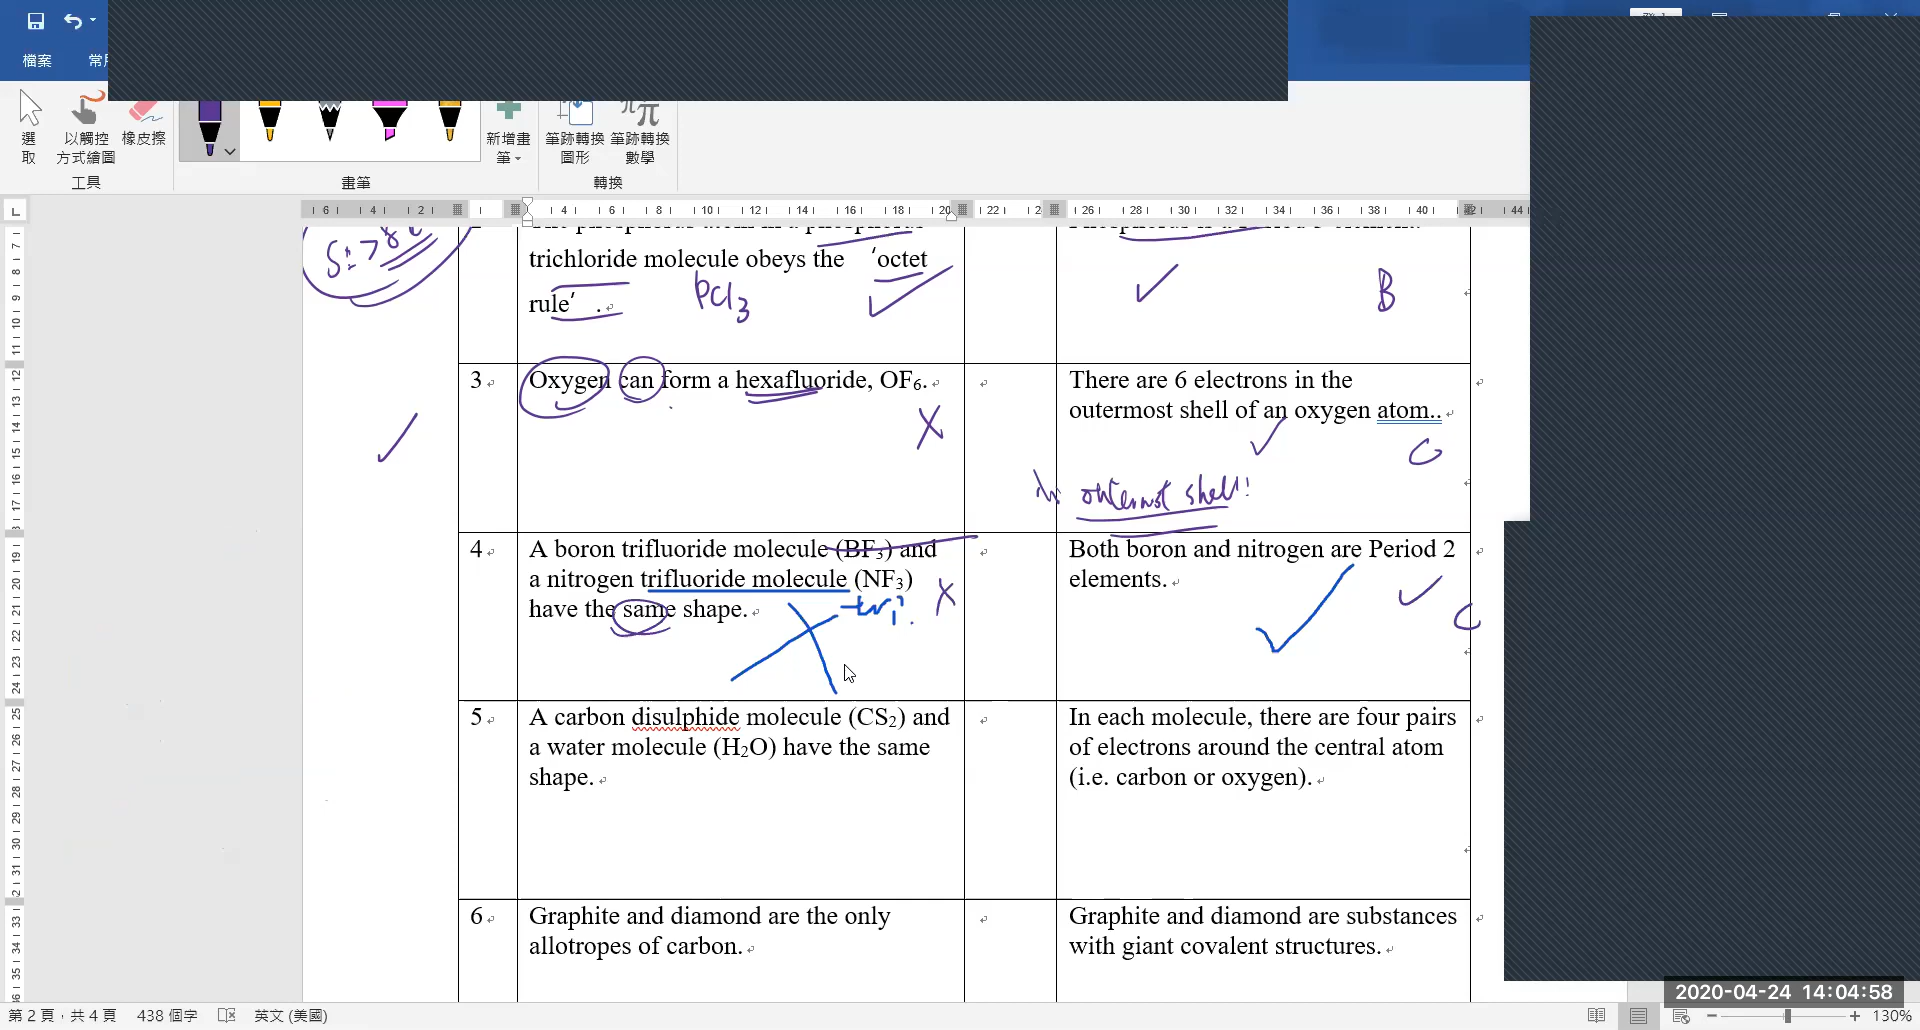 檔案
選取
以觸控方式繪圖
橡皮擦
工具
畫筆
新增畫筆
筆跡轉換圖形
筆跡轉換數學
轉換
trichloride molecule obeys the 'octet
rule' .
PCl3
B
3
Oxygen can form a hexafluoride, OF6.
There are 6 electrons in the
outermost shell of an oxygen atom..
C
outermost shell!
4
A boron trifluoride molecule (BF3) and
a nitrogen trifluoride molecule (NF3)
have the same shape.
Both boron and nitrogen are Period 2
elements.
C
5
A carbon disulphide molecule (CS2) and
a water molecule (H2O) have the same
shape.
In each molecule, there are four pairs
of electrons around the central atom
(i.e. carbon or oxygen).
6
Graphite and diamond are the only
allotropes of carbon.
Graphite and diamond are substances
with giant covalent structures.
2020-04-24 14:04:58
第 2 頁，共 4 頁 438 個字 英文 (美國) 130%